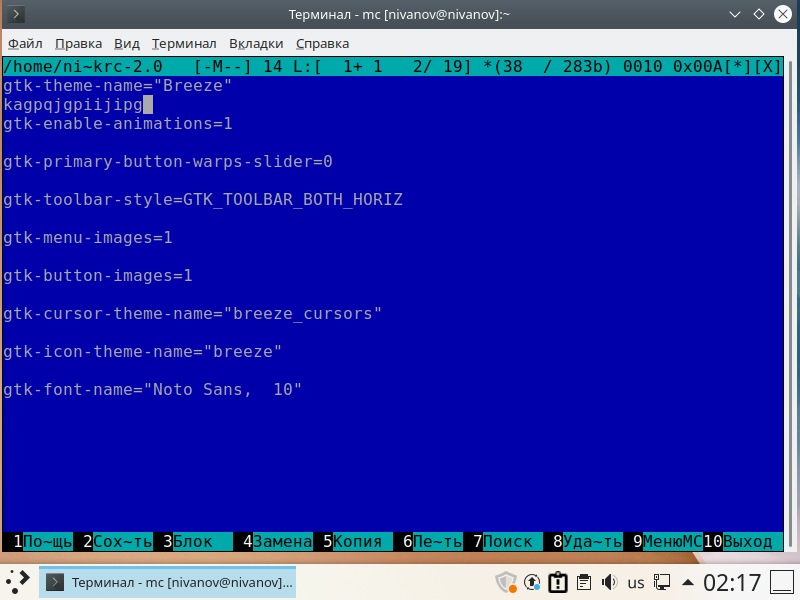 Терминал - mc [nivanov@nivanov]:~
Файл Правка Вид Терминал Вкладки Справка
/home/ni~krc-2.0 [-M--] 14 L:[ 1+ 1 2/ 19] *(38 / 283b) 0010 0x00A[*][X]
gtk-theme-name="Breeze"
kagpqjgpiijipg
gtk-enable-animations=1
gtk-primary-button-warps-slider=0
gtk-toolbar-style=GTK_TOOLBAR_BOTH_HORIZ
gtk-menu-images=1
gtk-button-images=1
gtk-cursor-theme-name="breeze_cursors"
gtk-icon-theme-name="breeze"
gtk-font-name="Noto Sans, 10"
1По~щь 2Сох~ть 3Блок 4Замена 5Копия 6Пе~ть 7Поиск 8Уда~ть 9МенюMC 10Выход
Терминал - mc [nivanov@nivanov]... us 02:17